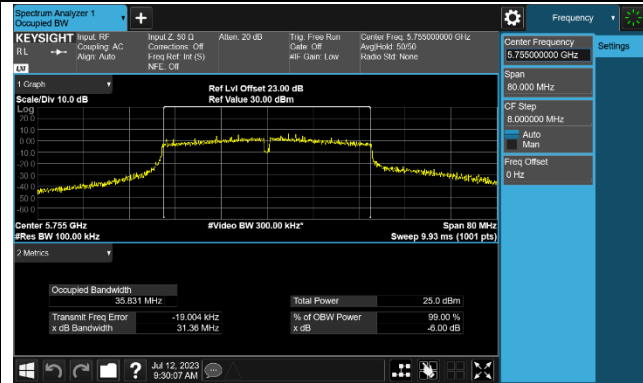 Spectrum Analyzer 1
Occupied BW
Frequency
KEYSIGHT
RL
LXI
Input: RF
Coupling: AC
Align: Auto
Input Z: 50 Ω
Corrections: Off
Freq Ref: Int (S)
NFE: Off
Atten: 20 dB
Trig: Free Run
Gate: Off
#IF Gain: Low
Center Freq: 5.755000000 GHz
Avg|Hold: 50/50
Radio Std: None
Center Frequency
5.755000000 GHz
Settings
Span
80.000 MHz
CF Step
8.000000 MHz
Auto
Man
Freq Offset
0 Hz
1 Graph
Scale/Div 10.0 dB
Ref Lvl Offset 23.00 dB
Ref Value 30.00 dBm
Log
20.0
10.0
0.00
-10.0
-20.0
-30.0
-40.0
-50.0
-60.0
Center 5.755 GHz
#Video BW 300.00 kHz*
Span 80 MHz
#Res BW 100.00 kHz
Sweep 9.93 ms (1001 pts)
2 Metrics
Occupied Bandwidth
35.831 MHz
Total Power 25.0 dBm
Transmit Freq Error -19.004 kHz
% of OBW Power 99.00 %
x dB Bandwidth 31.36 MHz
x dB -6.00 dB
Jul 12, 2023
9:30:07 AM